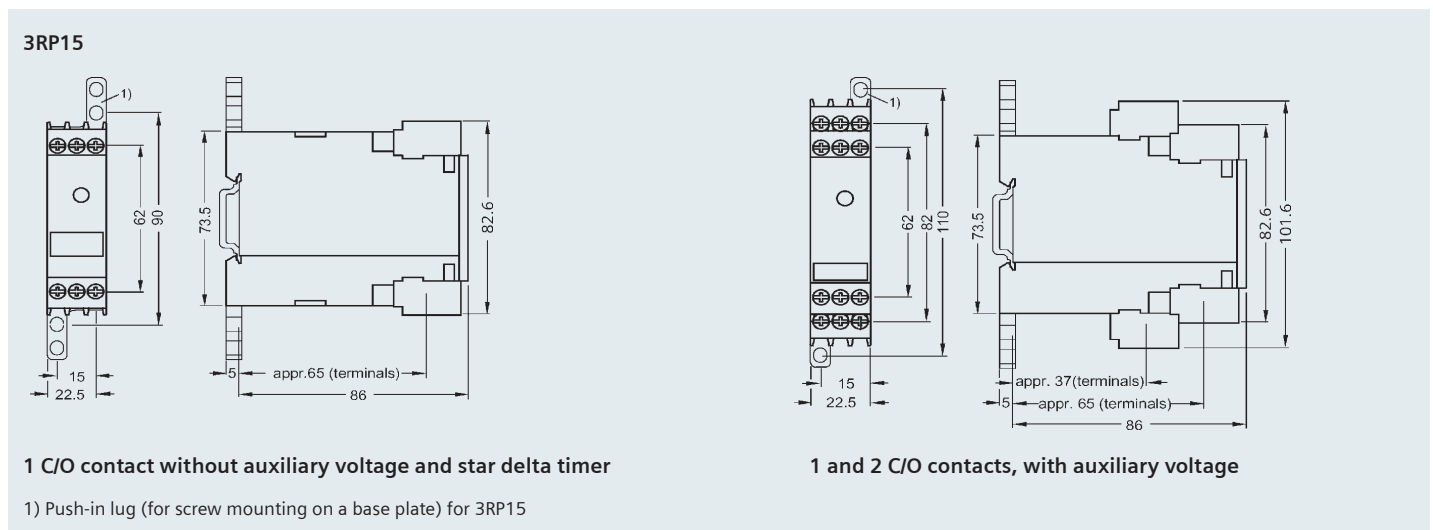 3RP15
1)
62
90
15
22.5
73.5
82.6
5
appr.65 (terminals)
86
1)
62
82
110
15
22.5
73.5
82.6
101.6
appr. 37(terminals)
5
appr. 65 (terminals)
86
1 C/O contact without auxiliary voltage and star delta timer
1 and 2 C/O contacts, with auxiliary voltage
1) Push-in lug (for screw mounting on a base plate) for 3RP15